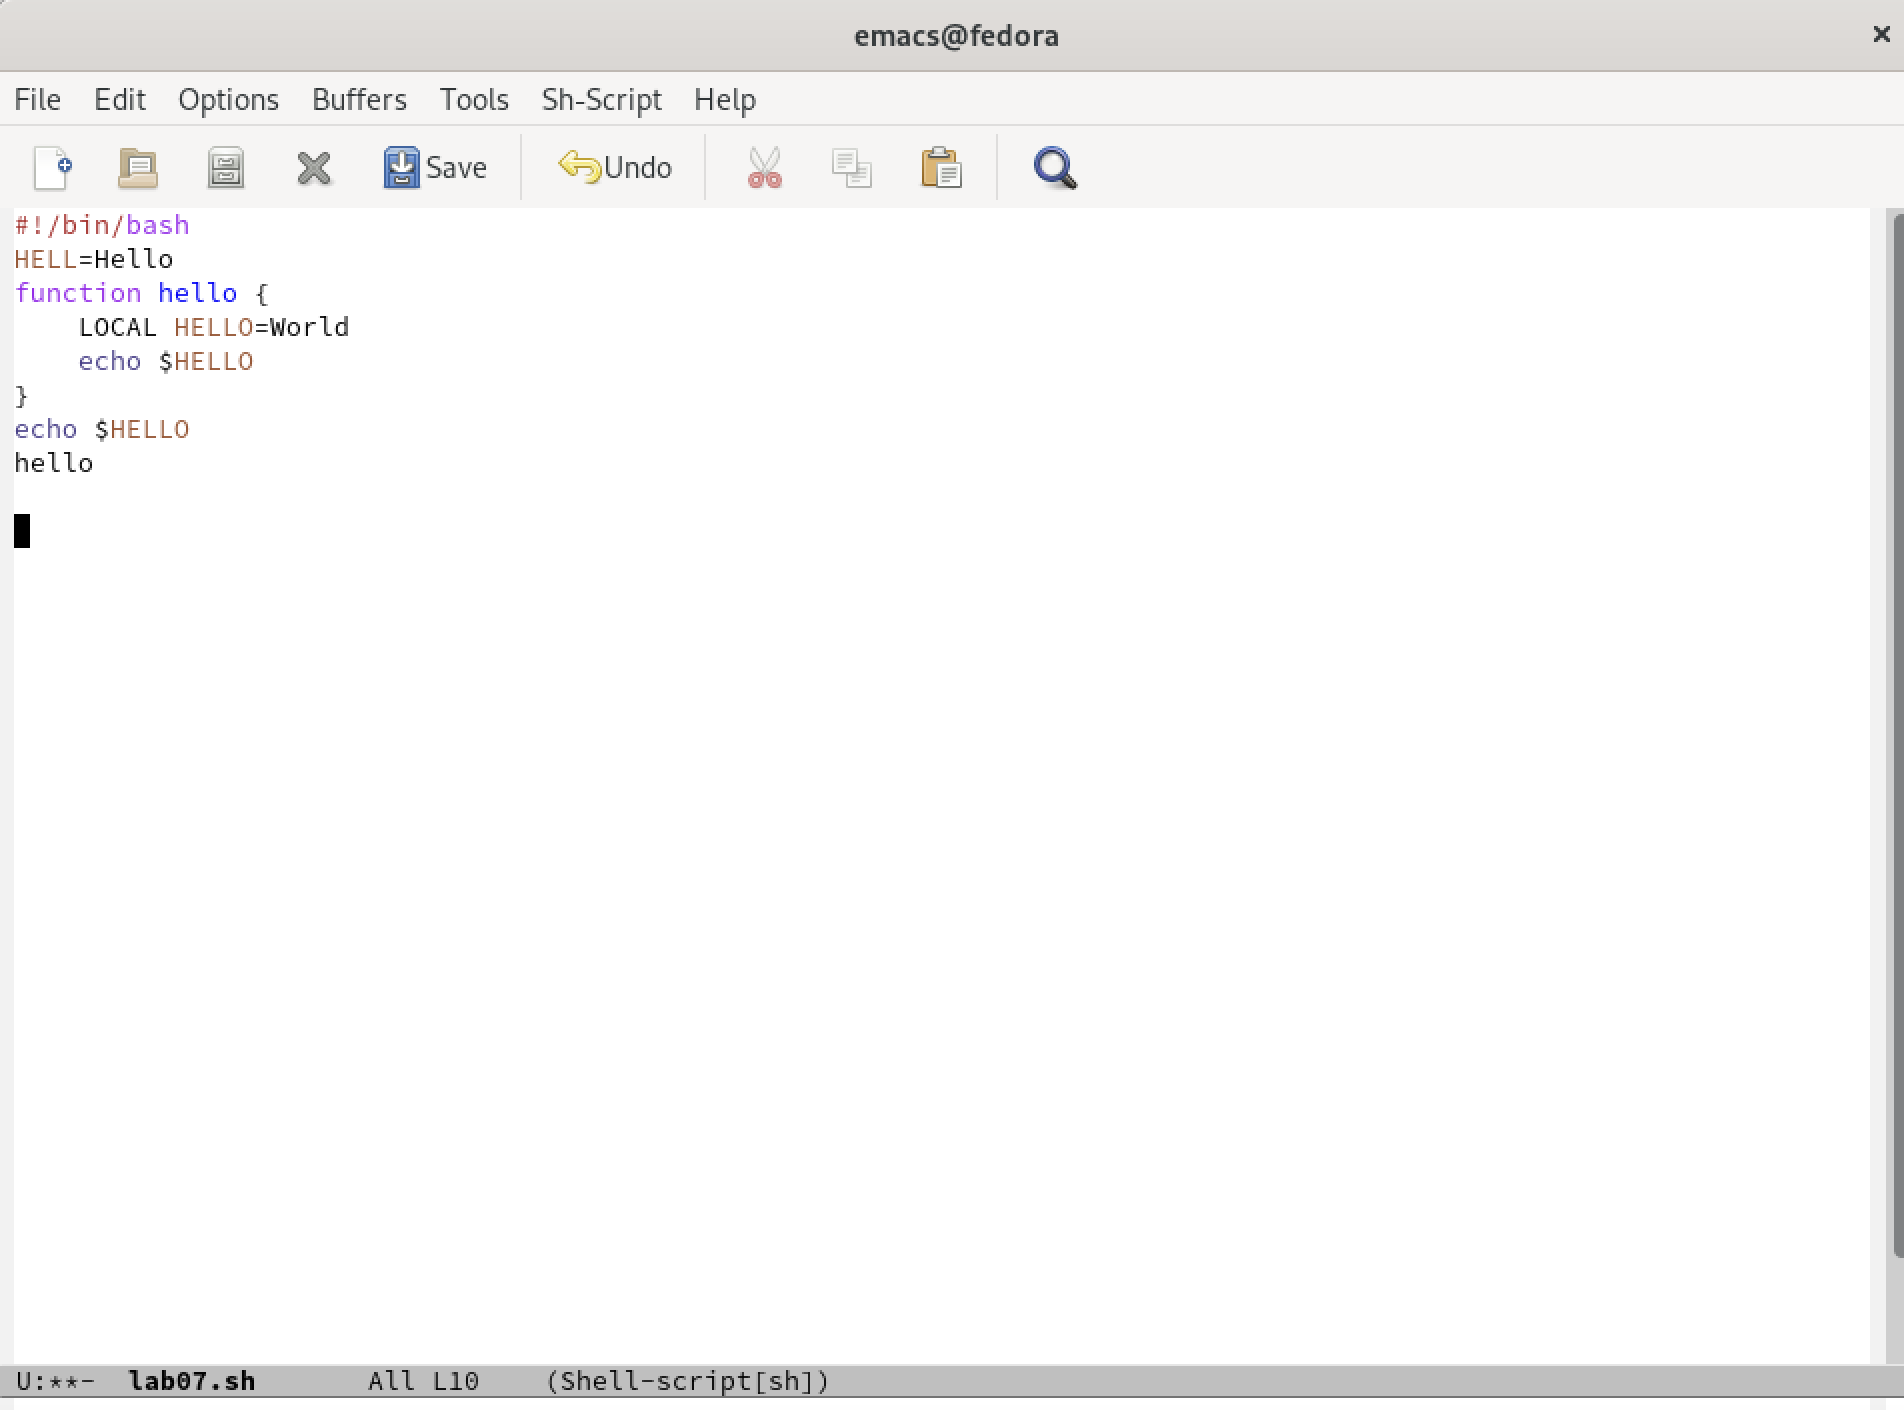 emacs@fedora
File Edit Options Buffers Tools Sh-Script Help
Save Undo
#!/bin/bash
HELL=Hello
function hello {
    LOCAL HELLO=World
    echo $HELLO
}
echo $HELLO
hello
U:**-  lab07.sh       All L10    (Shell-script[sh])